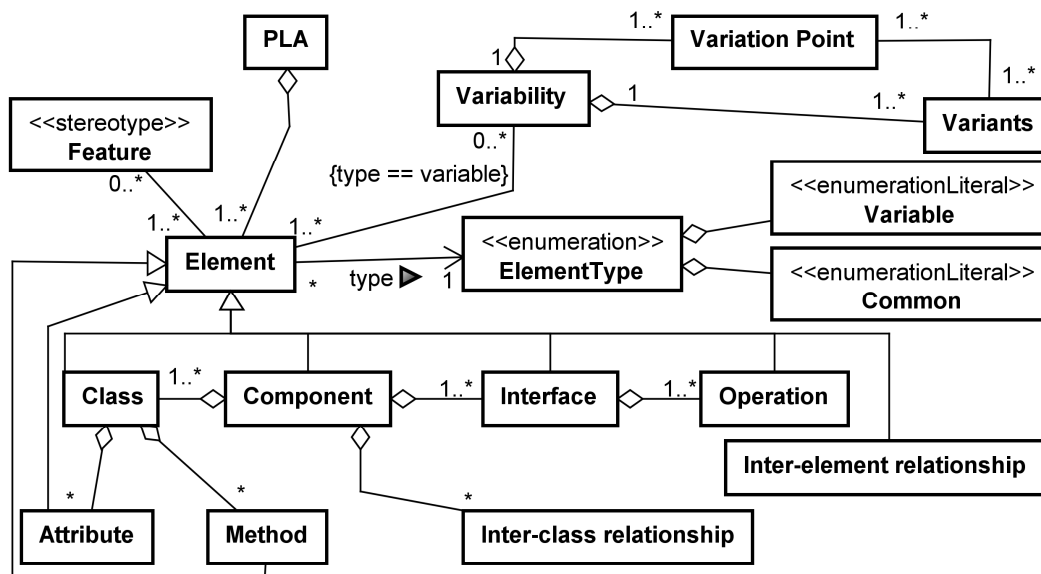 PLA
1..*
Variation Point
1..*
1
Variability
1
1..*
1..*
Variants
<<stereotype>>
Feature
0..*
0..*
{type == variable}
<<enumerationLiteral>>
Variable
1..*
1..*
1..*
Element
*
type
1
<<enumeration>>
ElementType
<<enumerationLiteral>>
Common
Class
1..*
Component
1..*
Interface
1..*
Operation
Inter-element relationship
*
*
*
Attribute
Method
Inter-class relationship